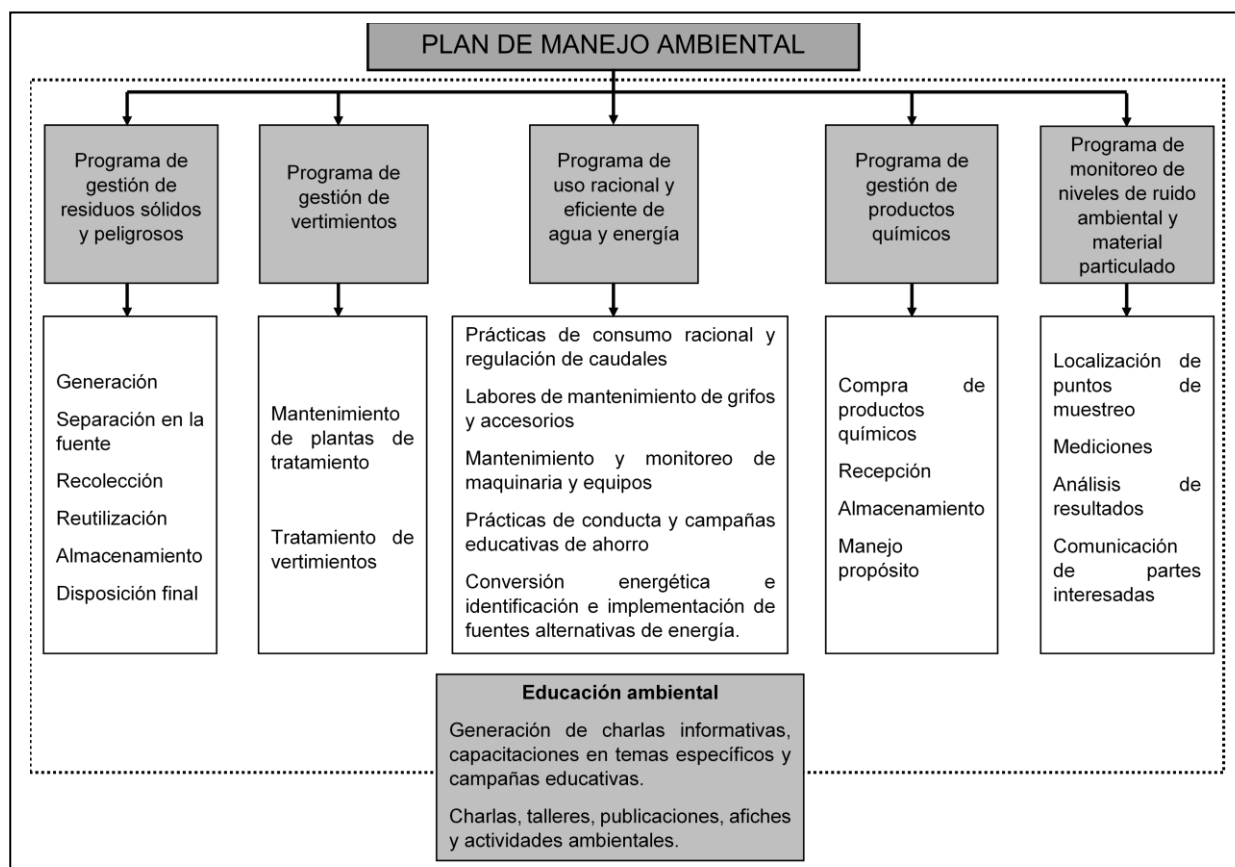 PLAN DE MANEJO AMBIENTAL
Programa de
gestión de
residuos sólidos
y peligrosos
Programa de
gestión de
vertimientos
Programa de
uso racional y
eficiente de
agua y energía
Programa de
gestión de
productos
químicos
Programa de
monitoreo de
niveles de ruido
ambiental y
material
particulado
Generación
Separación en la
fuente
Recolección
Reutilización
Almacenamiento
Disposición final
Mantenimiento
de plantas de
tratamiento
Tratamiento de
vertimientos
Prácticas de consumo racional y
regulación de caudales
Labores de mantenimiento de grifos
y accesorios
Mantenimiento y monitoreo de
maquinaria y equipos
Prácticas de conducta y campañas
educativas de ahorro
Conversión energética e
identificación e implementación de
fuentes alternativas de energía.
Compra de
productos
químicos
Recepción
Almacenamiento
Manejo
propósito
Localización de
puntos de
muestreo
Mediciones
Análisis de
resultados
Comunicación
de partes
interesadas
Educación ambiental
Generación de charlas informativas,
capacitaciones en temas específicos y
campañas educativas.
Charlas, talleres, publicaciones, afiches
y actividades ambientales.